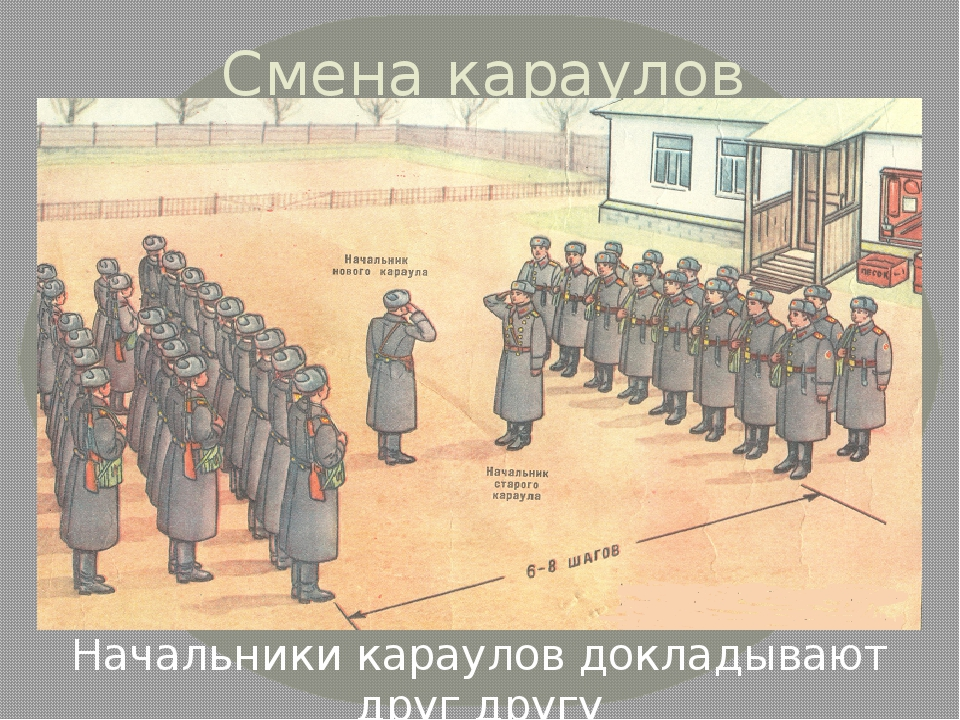 Смена караулов
Начальник
нового караула
ПЕСОК
Начальник
старого
караула
6-8 ШАГОВ
Начальники караулов докладывают
друг другу